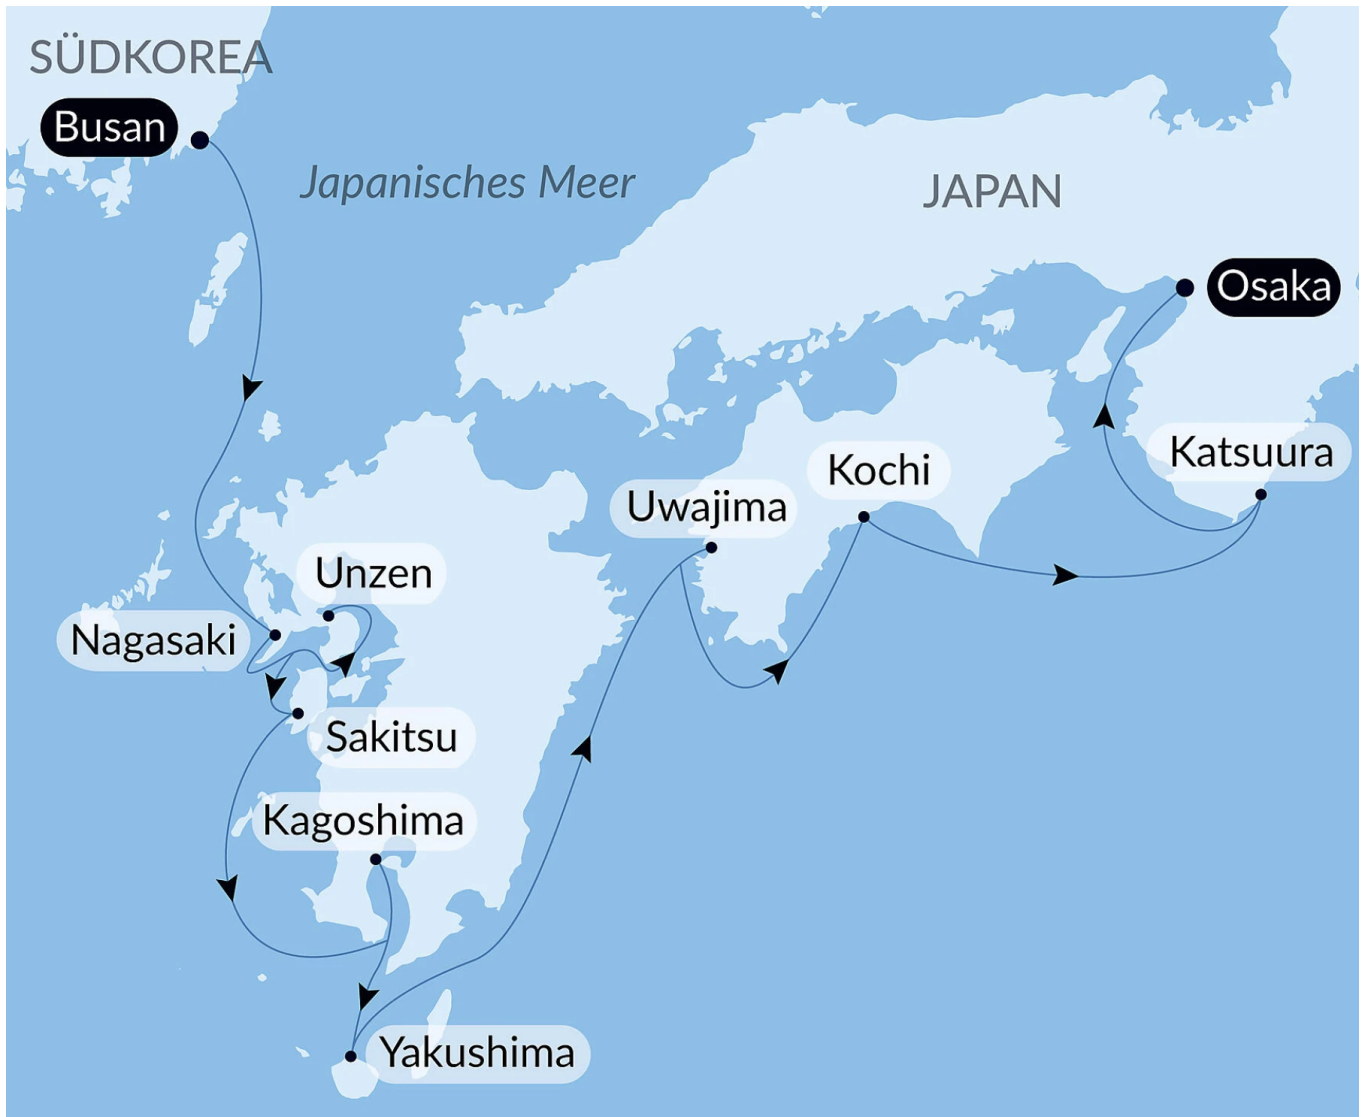 SÜDKOREA
Busan
Japanisches Meer
JAPAN
Osaka
Katsuura
Kochi
Uwajima
Unzen
Nagasaki
Sakitsu
Kagoshima
Yakushima